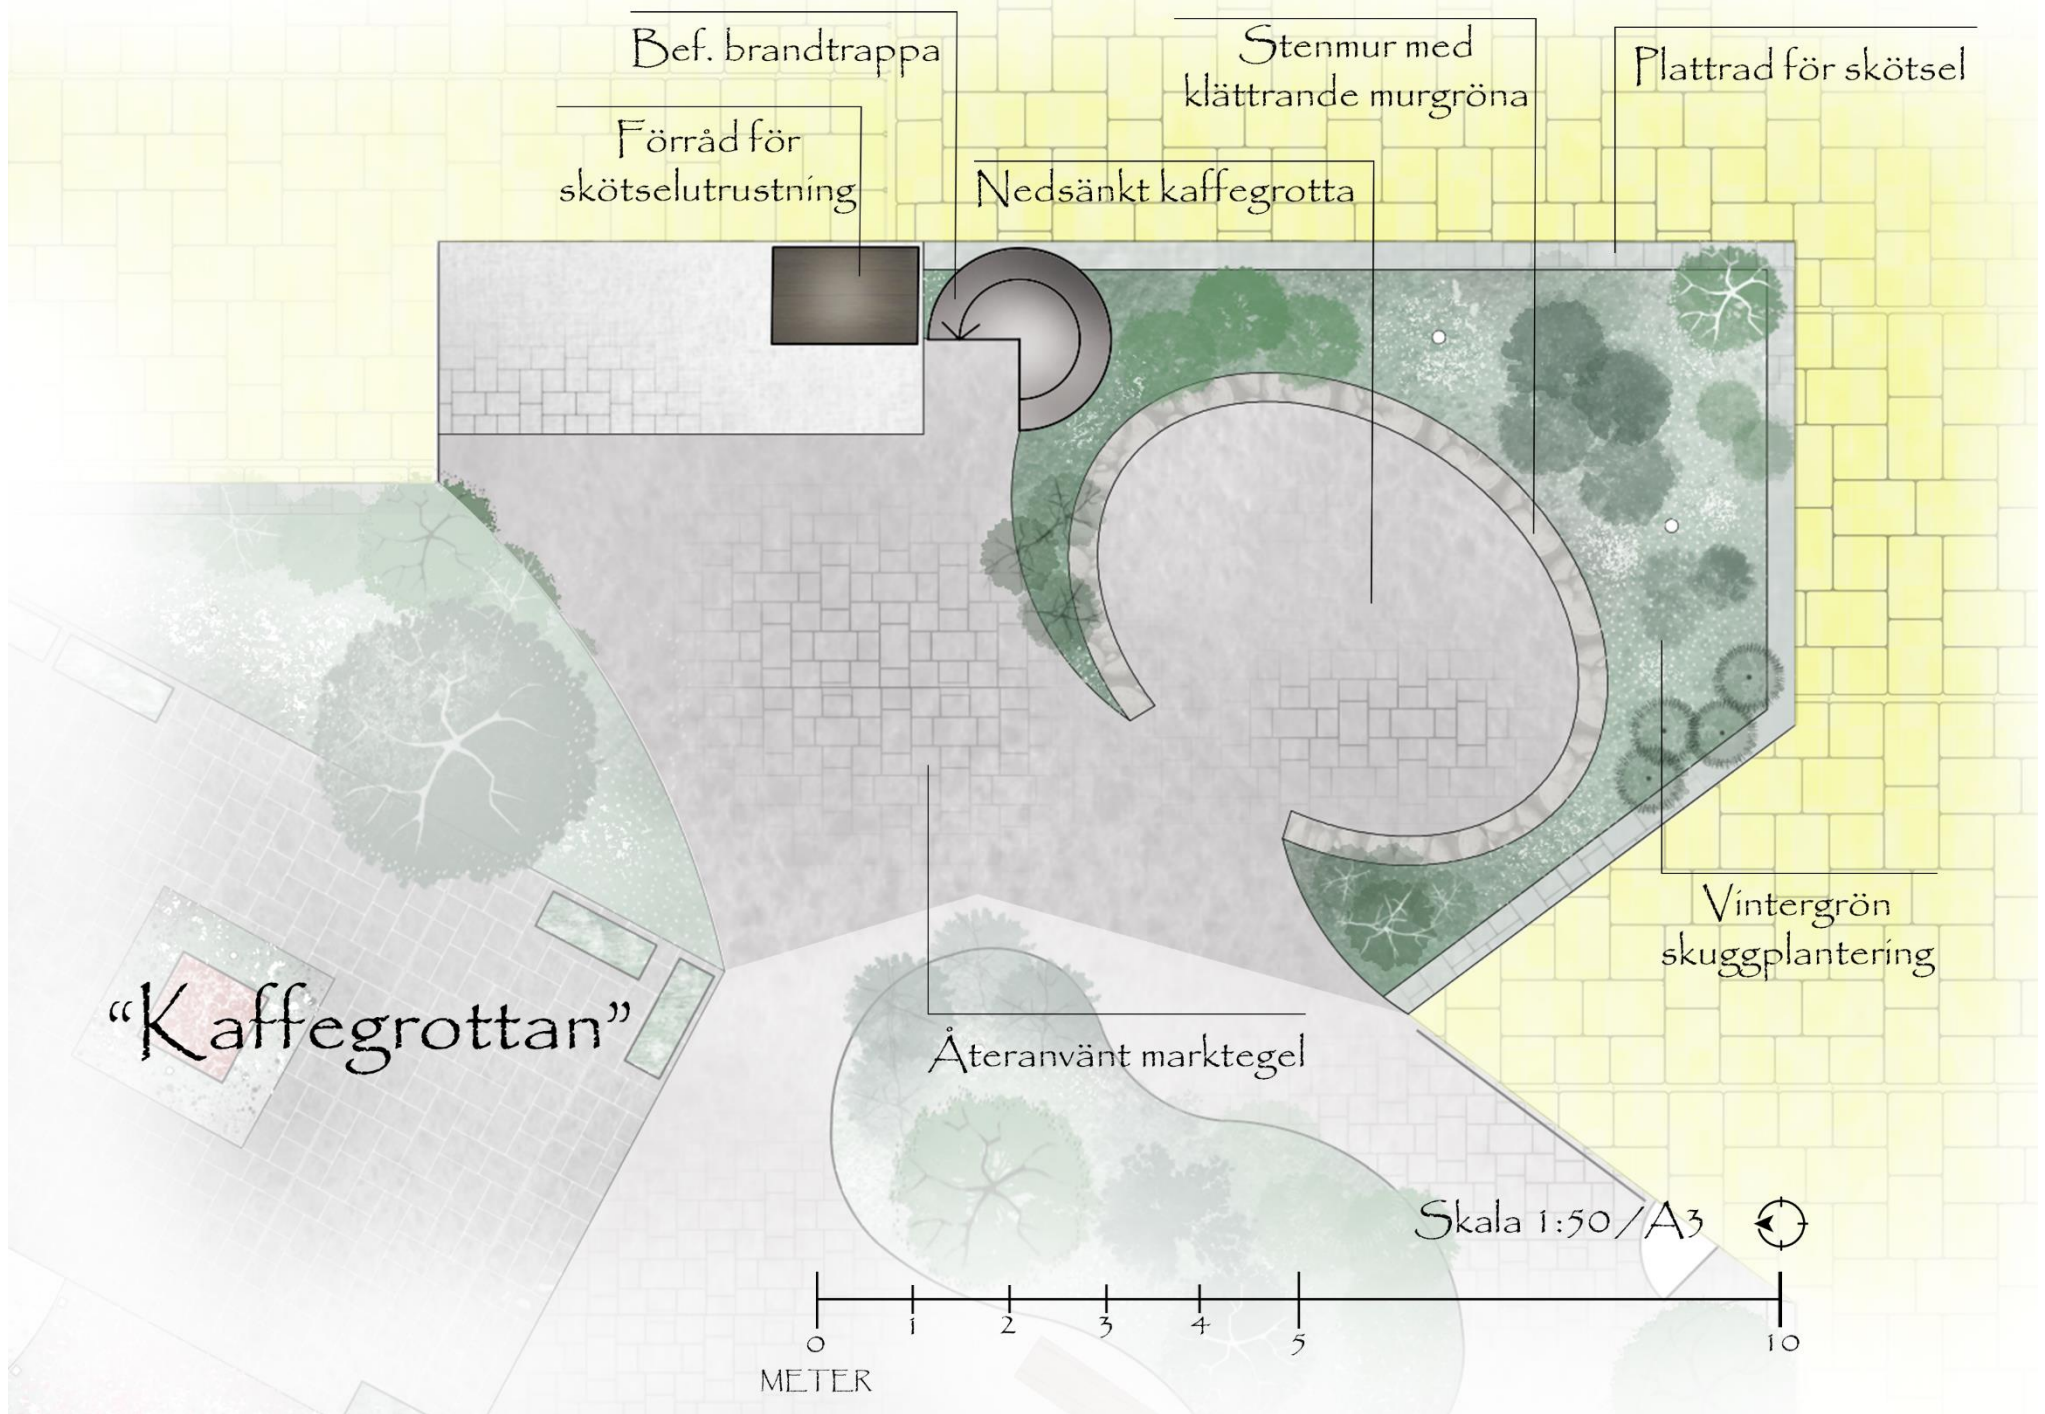 Bef. brandtrappa
Stenmur med
klättrande murgröna
Plattrad för skötsel
Förråd för
skötselutrustning
Nedsänkt kaffegrotta
Vintergrön
skuggplantering
“Kaffegrottan”
Återanvänt marktegel
Skala 1:50/A3
0 1 2 3 4 5 10
METER